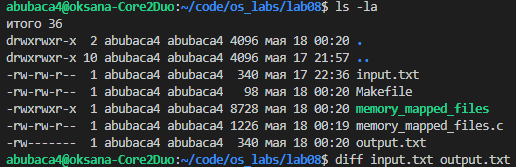 abubaca4@oksana-Core2Duo:~/code/os_labs/lab08$ ls -la
итого 36
drwxrwxr-x  2 abubaca4 abubaca4 4096 мая 18 00:20 .
drwxrwxr-x 10 abubaca4 abubaca4 4096 мая 17 21:57 ..
-rw-rw-r--  1 abubaca4 abubaca4  340 мая 17 22:36 input.txt
-rw-rw-r--  1 abubaca4 abubaca4   98 мая 18 00:20 Makefile
-rwxrwxr-x  1 abubaca4 abubaca4 8728 мая 18 00:20 memory_mapped_files
-rw-rw-r--  1 abubaca4 abubaca4 1226 мая 18 00:19 memory_mapped_files.c
-rw-------  1 abubaca4 abubaca4  340 мая 18 00:20 output.txt
abubaca4@oksana-Core2Duo:~/code/os_labs/lab08$ diff input.txt output.txt